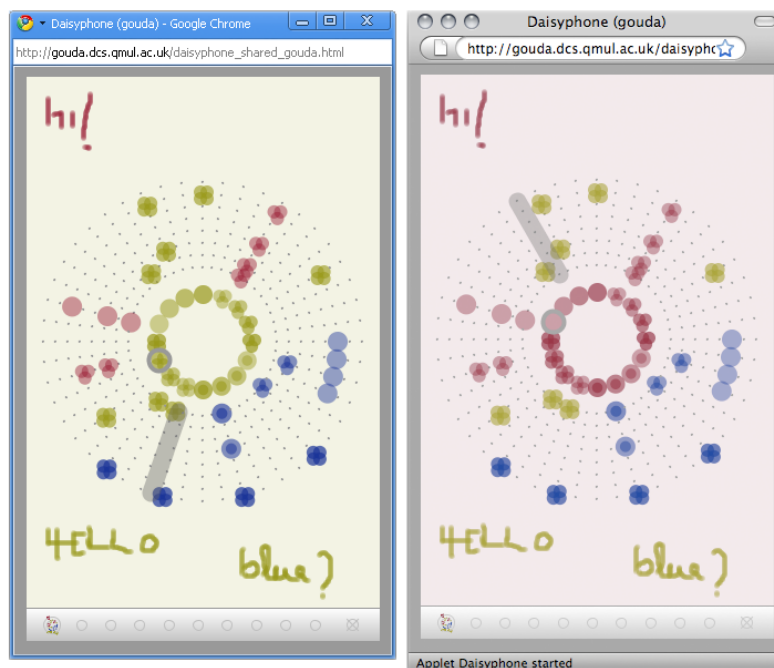 Daisyphone (gouda) - Google Chrome
http://gouda.dcs.qmul.ac.uk/daisyphone_shared_gouda.html
hi!
HELLO
blue?
Daisyphone (gouda)
http://gouda.dcs.qmul.ac.uk/daisyphc
hi!
HELLO
blue?
Applet Daisyphone started